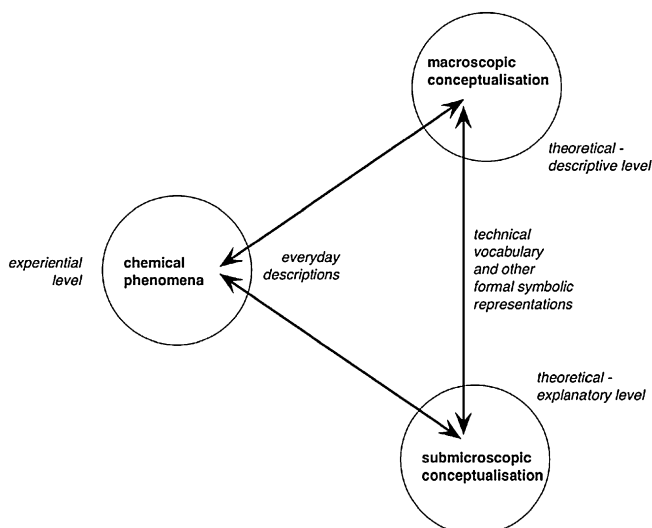 macroscopic
conceptualisation
theoretical -
descriptive level
experiential
level
chemical
phenomena
everyday
descriptions
technical
vocabulary
and other
formal symbolic
representations
theoretical -
explanatory level
submicroscopic
conceptualisation